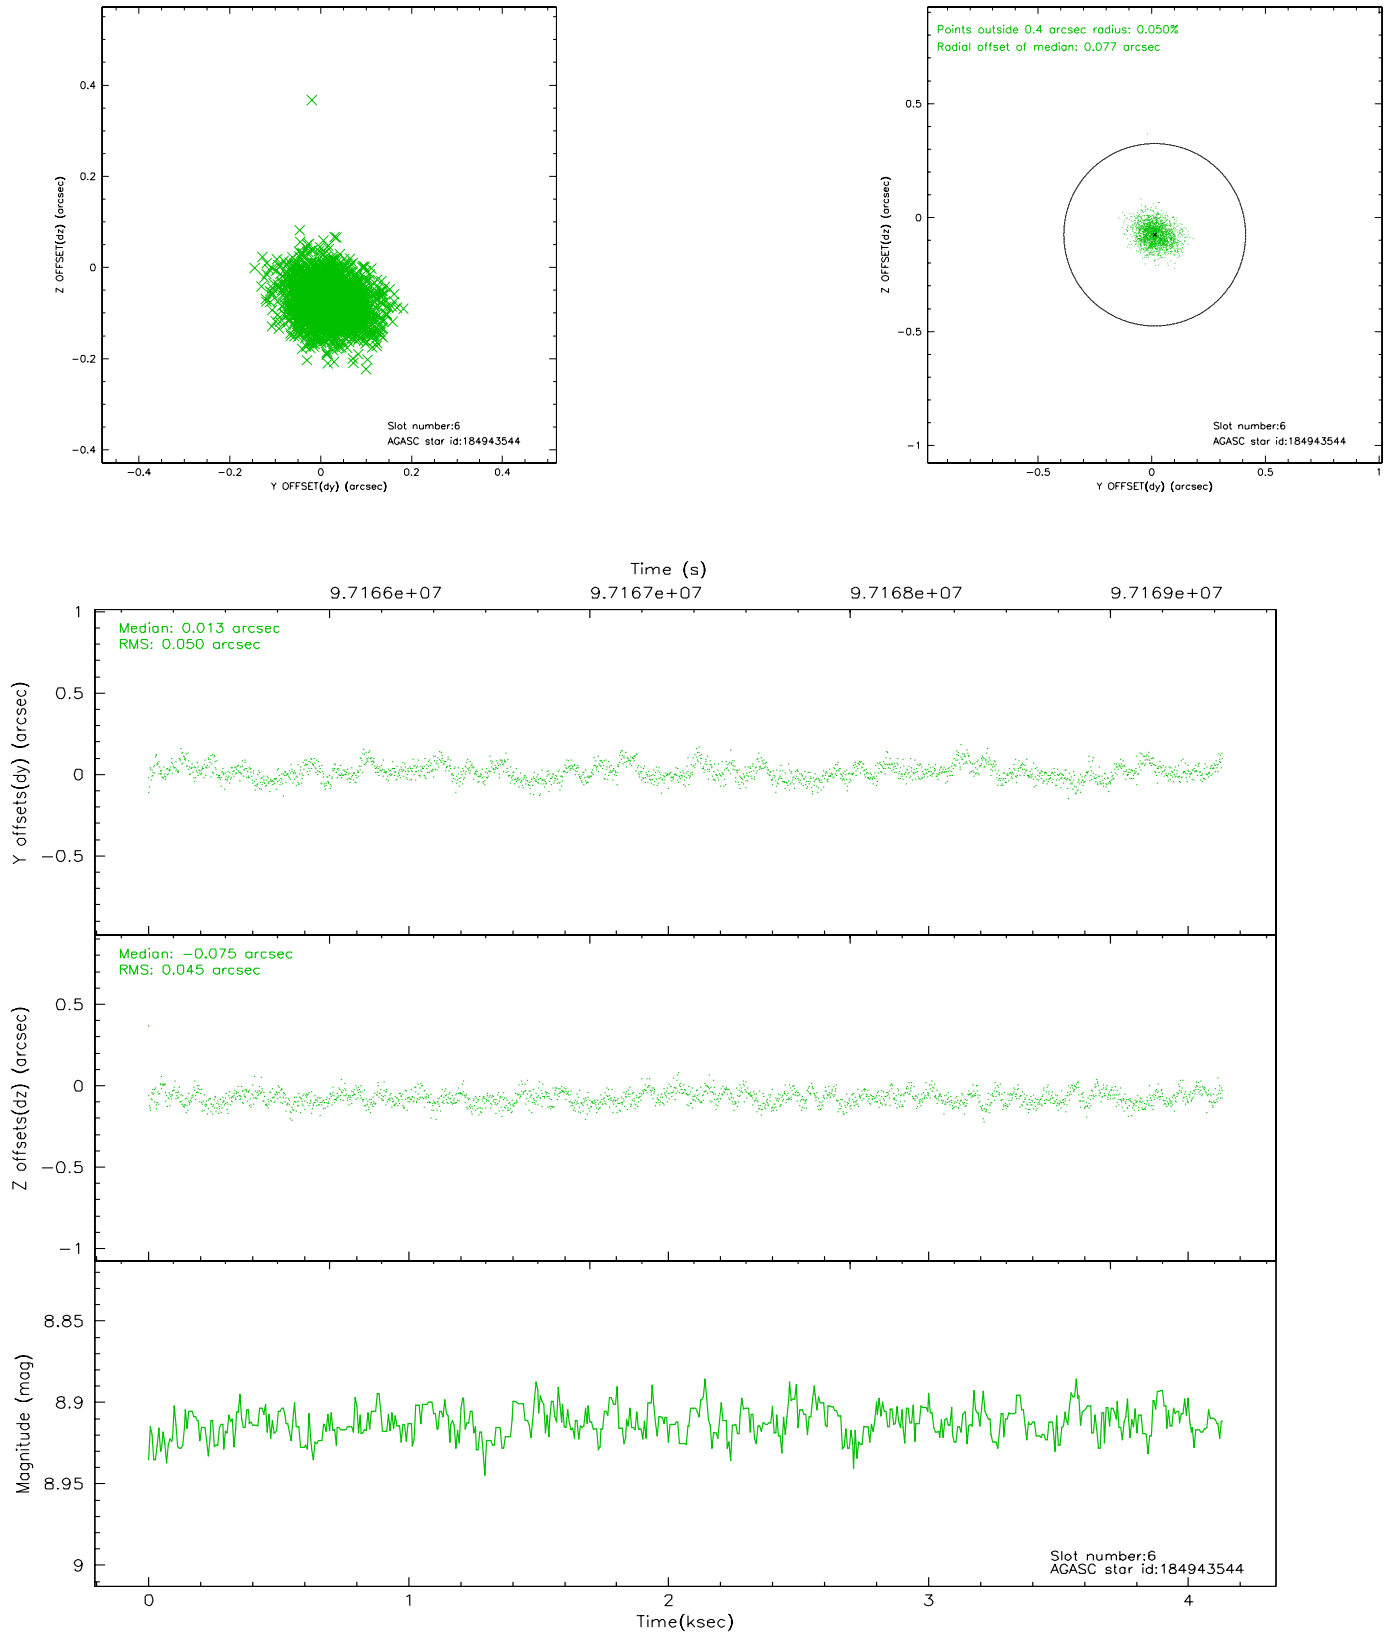 0.4
0.2
0
−0.2
−0.4
Z OFFSET(dz) (arcsec)
−0.4 −0.2 0 0.2 0.4
Y OFFSET(dy) (arcsec)
Slot number:6
AGASC star id:184943544
Points outside 0.4 arcsec radius: 0.050%
Radial offset of median: 0.077 arcsec
0.5
0
−0.5
−1
Z OFFSET(dz) (arcsec)
−0.5 0 0.5 1
Y OFFSET(dy) (arcsec)
Slot number:6
AGASC star id:184943544
Time (s)
9.7166e+07 9.7167e+07 9.7168e+07 9.7169e+07
Median: 0.013 arcsec
RMS: 0.050 arcsec
1
0.5
0
−0.5
Y offsets(dy) (arcsec)
Median: −0.075 arcsec
RMS: 0.045 arcsec
0.5
0
−0.5
−1
Z offsets(dz) (arcsec)
8.85
8.9
8.95
9
Magnitude (mag)
Slot number:6
AGASC star id:184943544
0 1 2 3 4
Time(ksec)